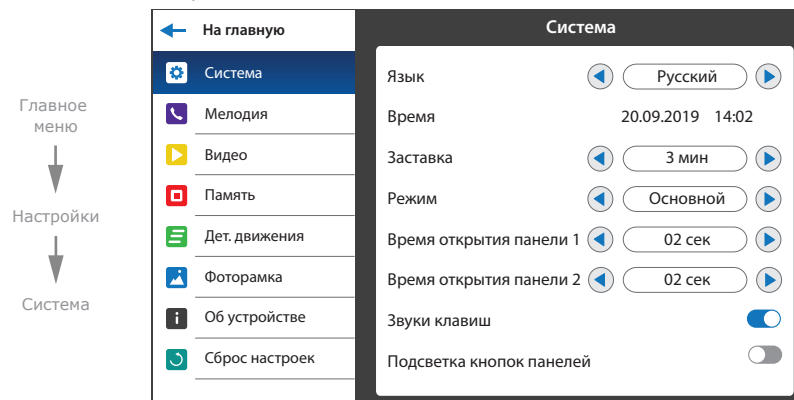 Главное
меню
Настройки
Система
На главную
Система
Мелодия
Видео
Память
Дет. движения
Фоторамка
Об устройстве
Сброс настроек
Система
Язык Русский
Время 20.09.2019 14:02
Заставка 3 мин
Режим Основной
Время открытия панели 1 02 сек
Время открытия панели 2 02 сек
Звуки клавиш
Подсветка кнопок панелей